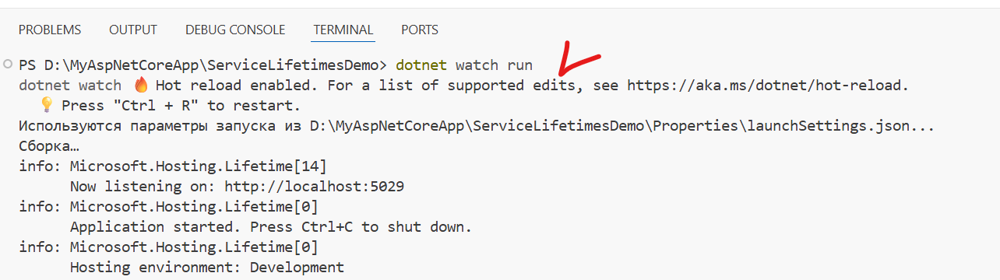 PROBLEMS OUTPUT DEBUG CONSOLE TERMINAL PORTS
PS D:\MyAspNetCoreApp\ServiceLifetimesDemo> dotnet watch run
dotnet watch 🔥 Hot reload enabled. For a list of supported edits, see https://aka.ms/dotnet/hot-reload.
💡 Press "Ctrl + R" to restart.
Используются параметры запуска из D:\MyAspNetCoreApp\ServiceLifetimesDemo\Properties\launchSettings.json...
Сборка…
info: Microsoft.Hosting.Lifetime[14]
Now listening on: http://localhost:5029
info: Microsoft.Hosting.Lifetime[0]
Application started. Press Ctrl+C to shut down.
info: Microsoft.Hosting.Lifetime[0]
Hosting environment: Development